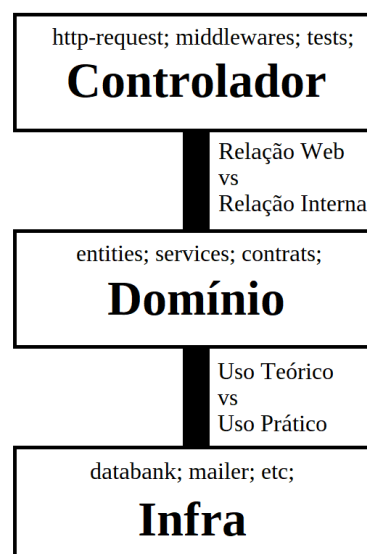 http-request; middlewares; tests;
Controlador
Relação Web
vs
Relação Interna
entities; services; contrats;
Domínio
Uso Teórico
vs
Uso Prático
databank; mailer; etc;
Infra